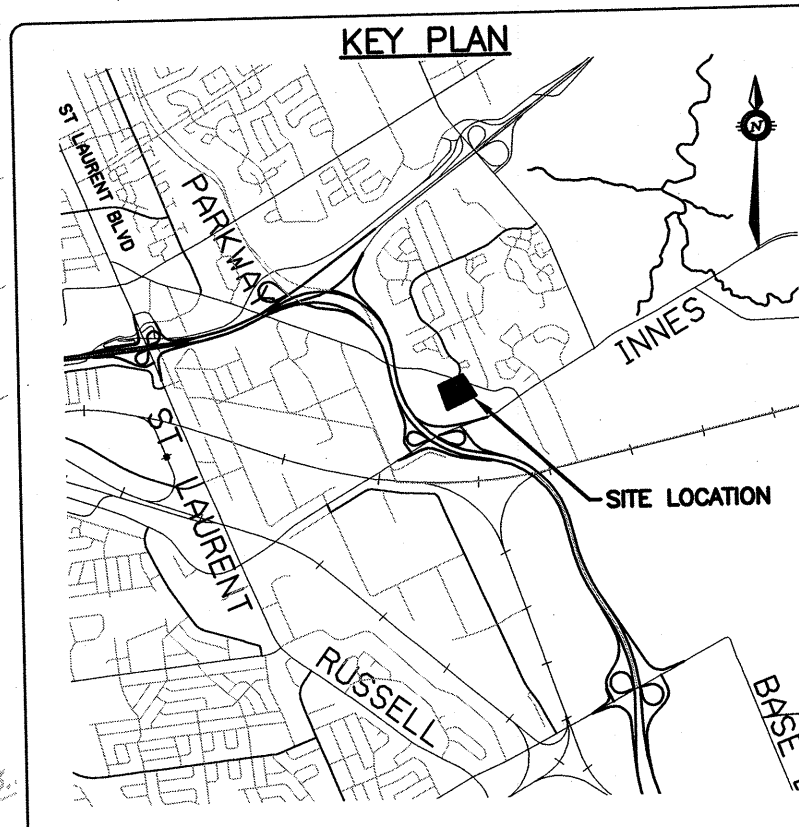 KEY PLAN
ST LAURENT BLVD
PARKWAY
N
INNES
ST. LAURENT
SITE LOCATION
RUSSELL
BASE